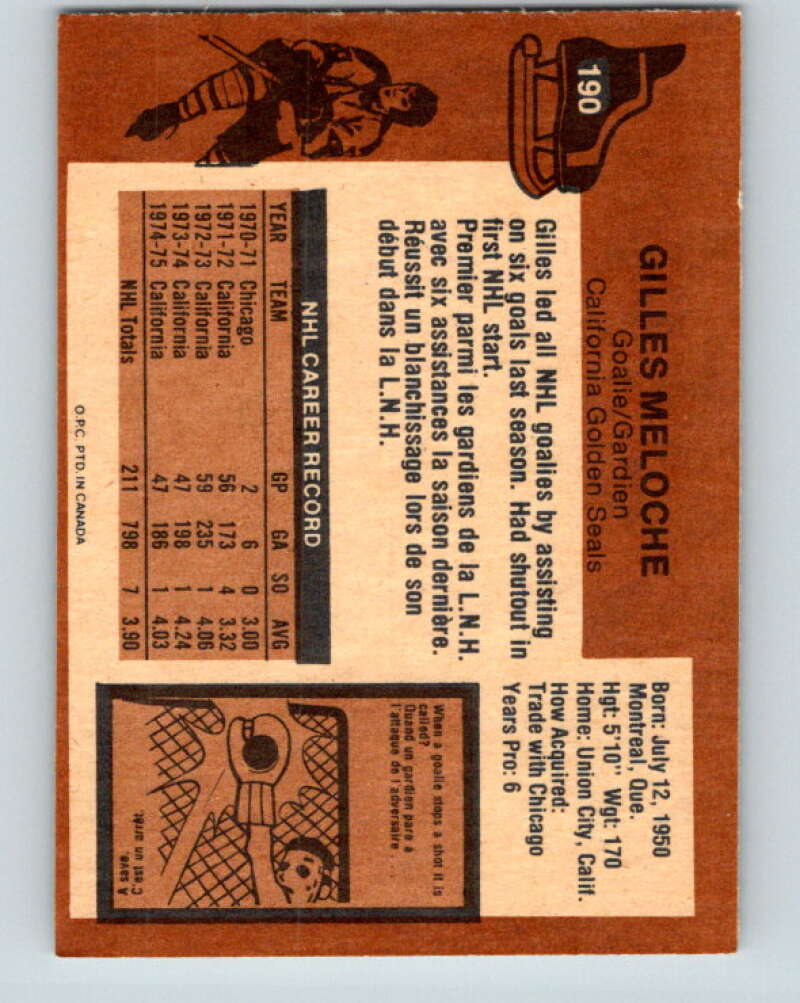 190
GILLES MELOCHE
Goalie/Gardien
California Golden Seals
Born: July 12, 1950
Montreal, Que.
Hgt: 5'10" Wgt: 170
Home: Union City, Calif.
How Acquired:
Trade with Chicago
Years Pro: 6
Gilles led all NHL goalies by assisting
on six goals last season. Had shutout in
first NHL start.
Premier parmi les gardiens de la L.N.H.
avec six assistances la saison dernière.
Réussit un blanchissage lors de son
début dans la L.N.H.
NHL CAREER RECORD
YEAR TEAM GP GA SO AVG
1970-71 Chicago 2 6 0 3.00
1971-72 California 56 173 4 3.32
1972-73 California 59 235 1 4.06
1973-74 California 47 198 1 4.24
1974-75 California 47 186 1 4.03
NHL Totals 211 798 7 3.90
When a goalie stops a shot it is
called?
Quand un gardien pare à
l'attaque de l'adversaire
A save.
C'est un arrêt.
O.P.C. PTD. IN CANADA